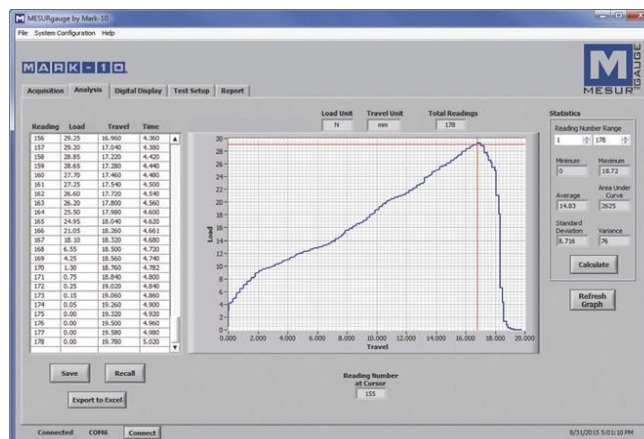 MESURgauge by Mark-10
File System Configuration Help
MARK-10
M
MESUR GAUGE
Acquisition Analysis Digital Display Test Setup Report
Load Unit Travel Unit Total Readings
N mm 178
Reading Load Travel Time
156 29.25 16.960 4.360
157 29.20 17.040 4.380
158 28.85 17.220 4.420
159 28.65 17.280 4.440
160 27.70 17.460 4.480
161 27.25 17.540 4.500
162 26.60 17.720 4.540
163 26.20 17.800 4.560
164 25.50 17.980 4.600
165 24.95 18.040 4.620
166 21.05 18.260 4.661
167 18.10 18.320 4.680
168 6.55 18.500 4.720
169 4.25 18.560 4.740
170 1.30 18.760 4.782
171 0.75 18.840 4.800
172 0.25 19.020 4.840
173 0.15 19.060 4.860
174 0.05 19.260 4.900
175 0.00 19.320 4.920
176 0.00 19.500 4.960
177 0.00 19.580 4.980
178 0.00 19.780 5.020
Load
30
28
26
24
22
20
18
16
14
12
10
8
6
4
2
0
0.000 2.000 4.000 6.000 8.000 10.000 12.000 14.000 16.000 18.000 20.000
Travel
Statistics
Reading Number Range
1 178
Minimum Maximum
0 18.72
Average Area Under Curve
14.83 2625
Standard Deviation Variance
8.716 76
Calculate
Refresh
Graph
Save Recall
Export to Excel
Reading Number
at Cursor
155
Connected COM6 Connect
8/31/2015 5:01:10 PM